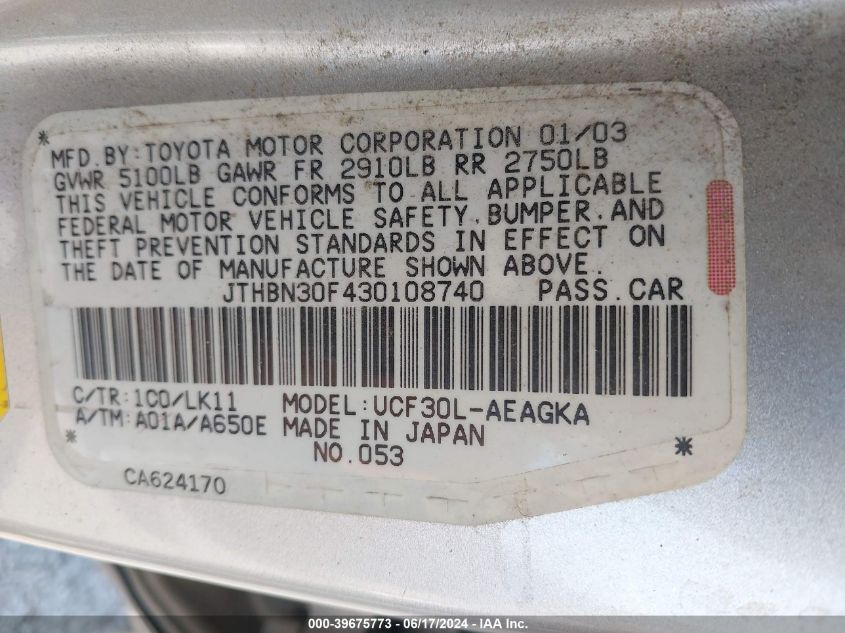 MFD. BY: TOYOTA MOTOR CORPORATION 01/03
GVWR 5100LB GAWR FR 2910LB RR 2750LB
THIS VEHICLE CONFORMS TO ALL APPLICABLE
FEDERAL MOTOR VEHICLE SAFETY, BUMPER, AND
THEFT PREVENTION STANDARDS IN EFFECT ON
THE DATE OF MANUFACTURE SHOWN ABOVE.
JTHBN30F430108740 PASS. CAR
C/TR: 1C0/LK11 MODEL: UCF30L-AEAGKA
A/TM: A01A/A650E MADE IN JAPAN
NO. 053
CA624170
000-39675773 - 06/17/2024 - IAA Inc.